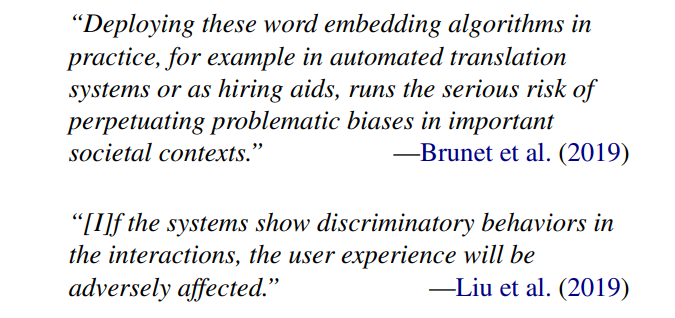 “Deploying these word embedding algorithms in
practice, for example in automated translation
systems or as hiring aids, runs the serious risk of
perpetuating problematic biases in important
societal contexts.” —Brunet et al. (2019)
“[I]f the systems show discriminatory behaviors in
the interactions, the user experience will be
adversely affected.” —Liu et al. (2019)